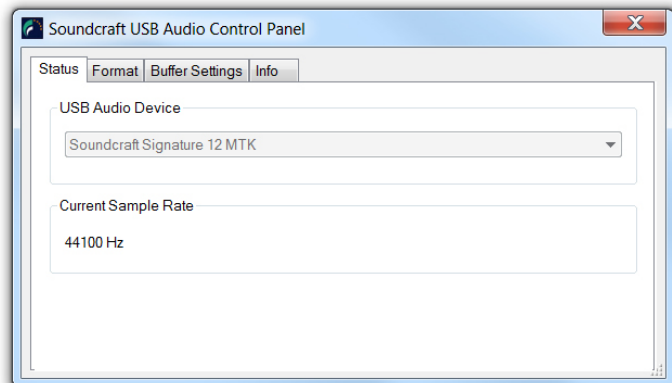 Soundcraft USB Audio Control Panel
Status Format Buffer Settings Info
USB Audio Device
Soundcraft Signature 12 MTK
Current Sample Rate
44100 Hz